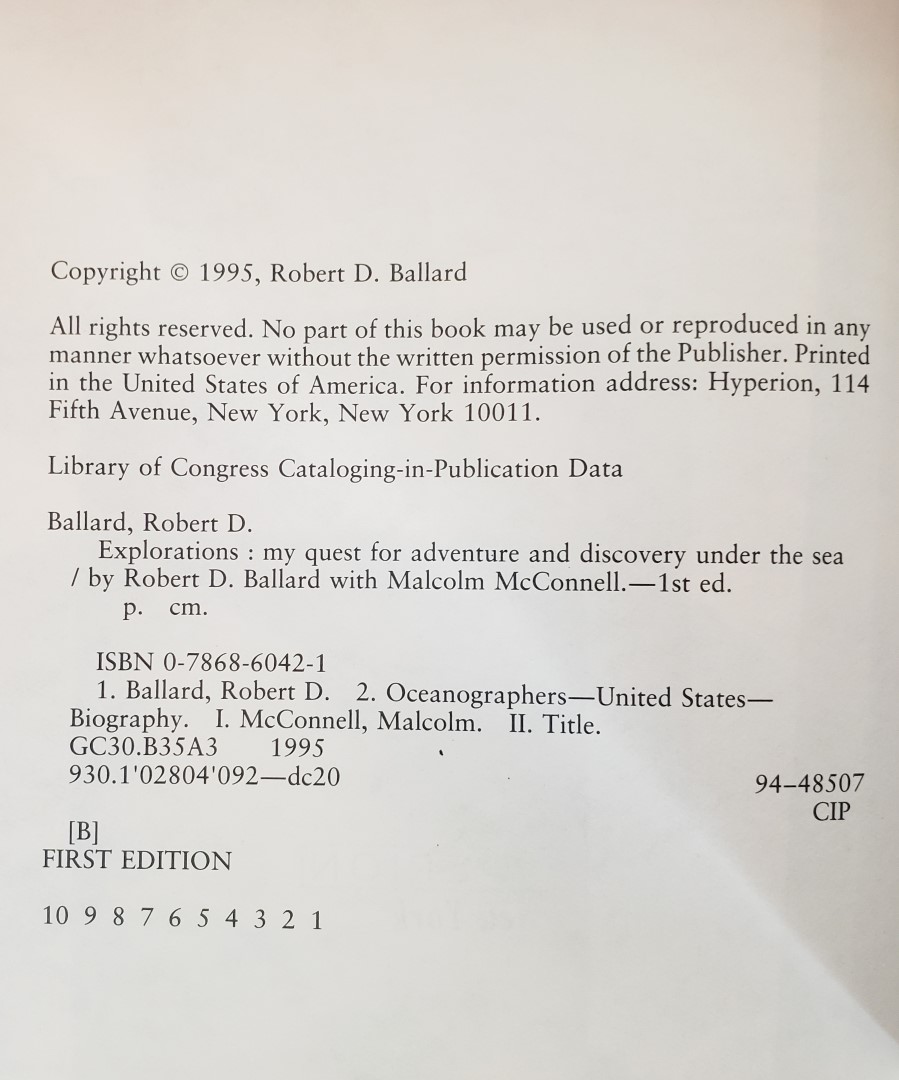 Copyright © 1995, Robert D. Ballard
All rights reserved. No part of this book may be used or reproduced in any
manner whatsoever without the written permission of the Publisher. Printed
in the United States of America. For information address: Hyperion, 114
Fifth Avenue, New York, New York 10011.
Library of Congress Cataloging-in-Publication Data
Ballard, Robert D.
Explorations : my quest for adventure and discovery under the sea
/ by Robert D. Ballard with Malcolm McConnell.—1st ed.
p. cm.
ISBN 0-7868-6042-1
1. Ballard, Robert D. 2. Oceanographers—United States—
Biography. I. McConnell, Malcolm. II. Title.
GC30.B35A3 1995
930.1'02804'092—dc20
94–48507
CIP
[B]
FIRST EDITION
10 9 8 7 6 5 4 3 2 1